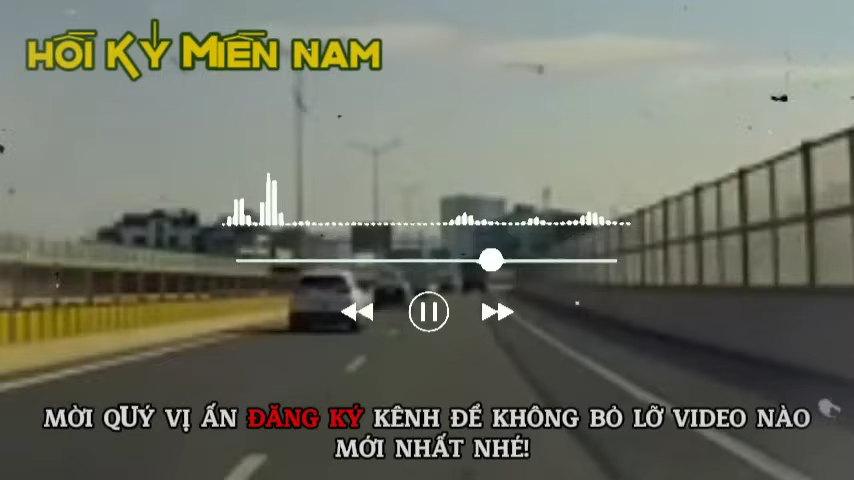 HỒI KÝ MIỀN NAM
MỜI QUÝ VỊ ẤN ĐĂNG KÝ KÊNH ĐỂ KHÔNG BỎ LỠ VIDEO NÀO
MỚI NHẤT NHÉ!